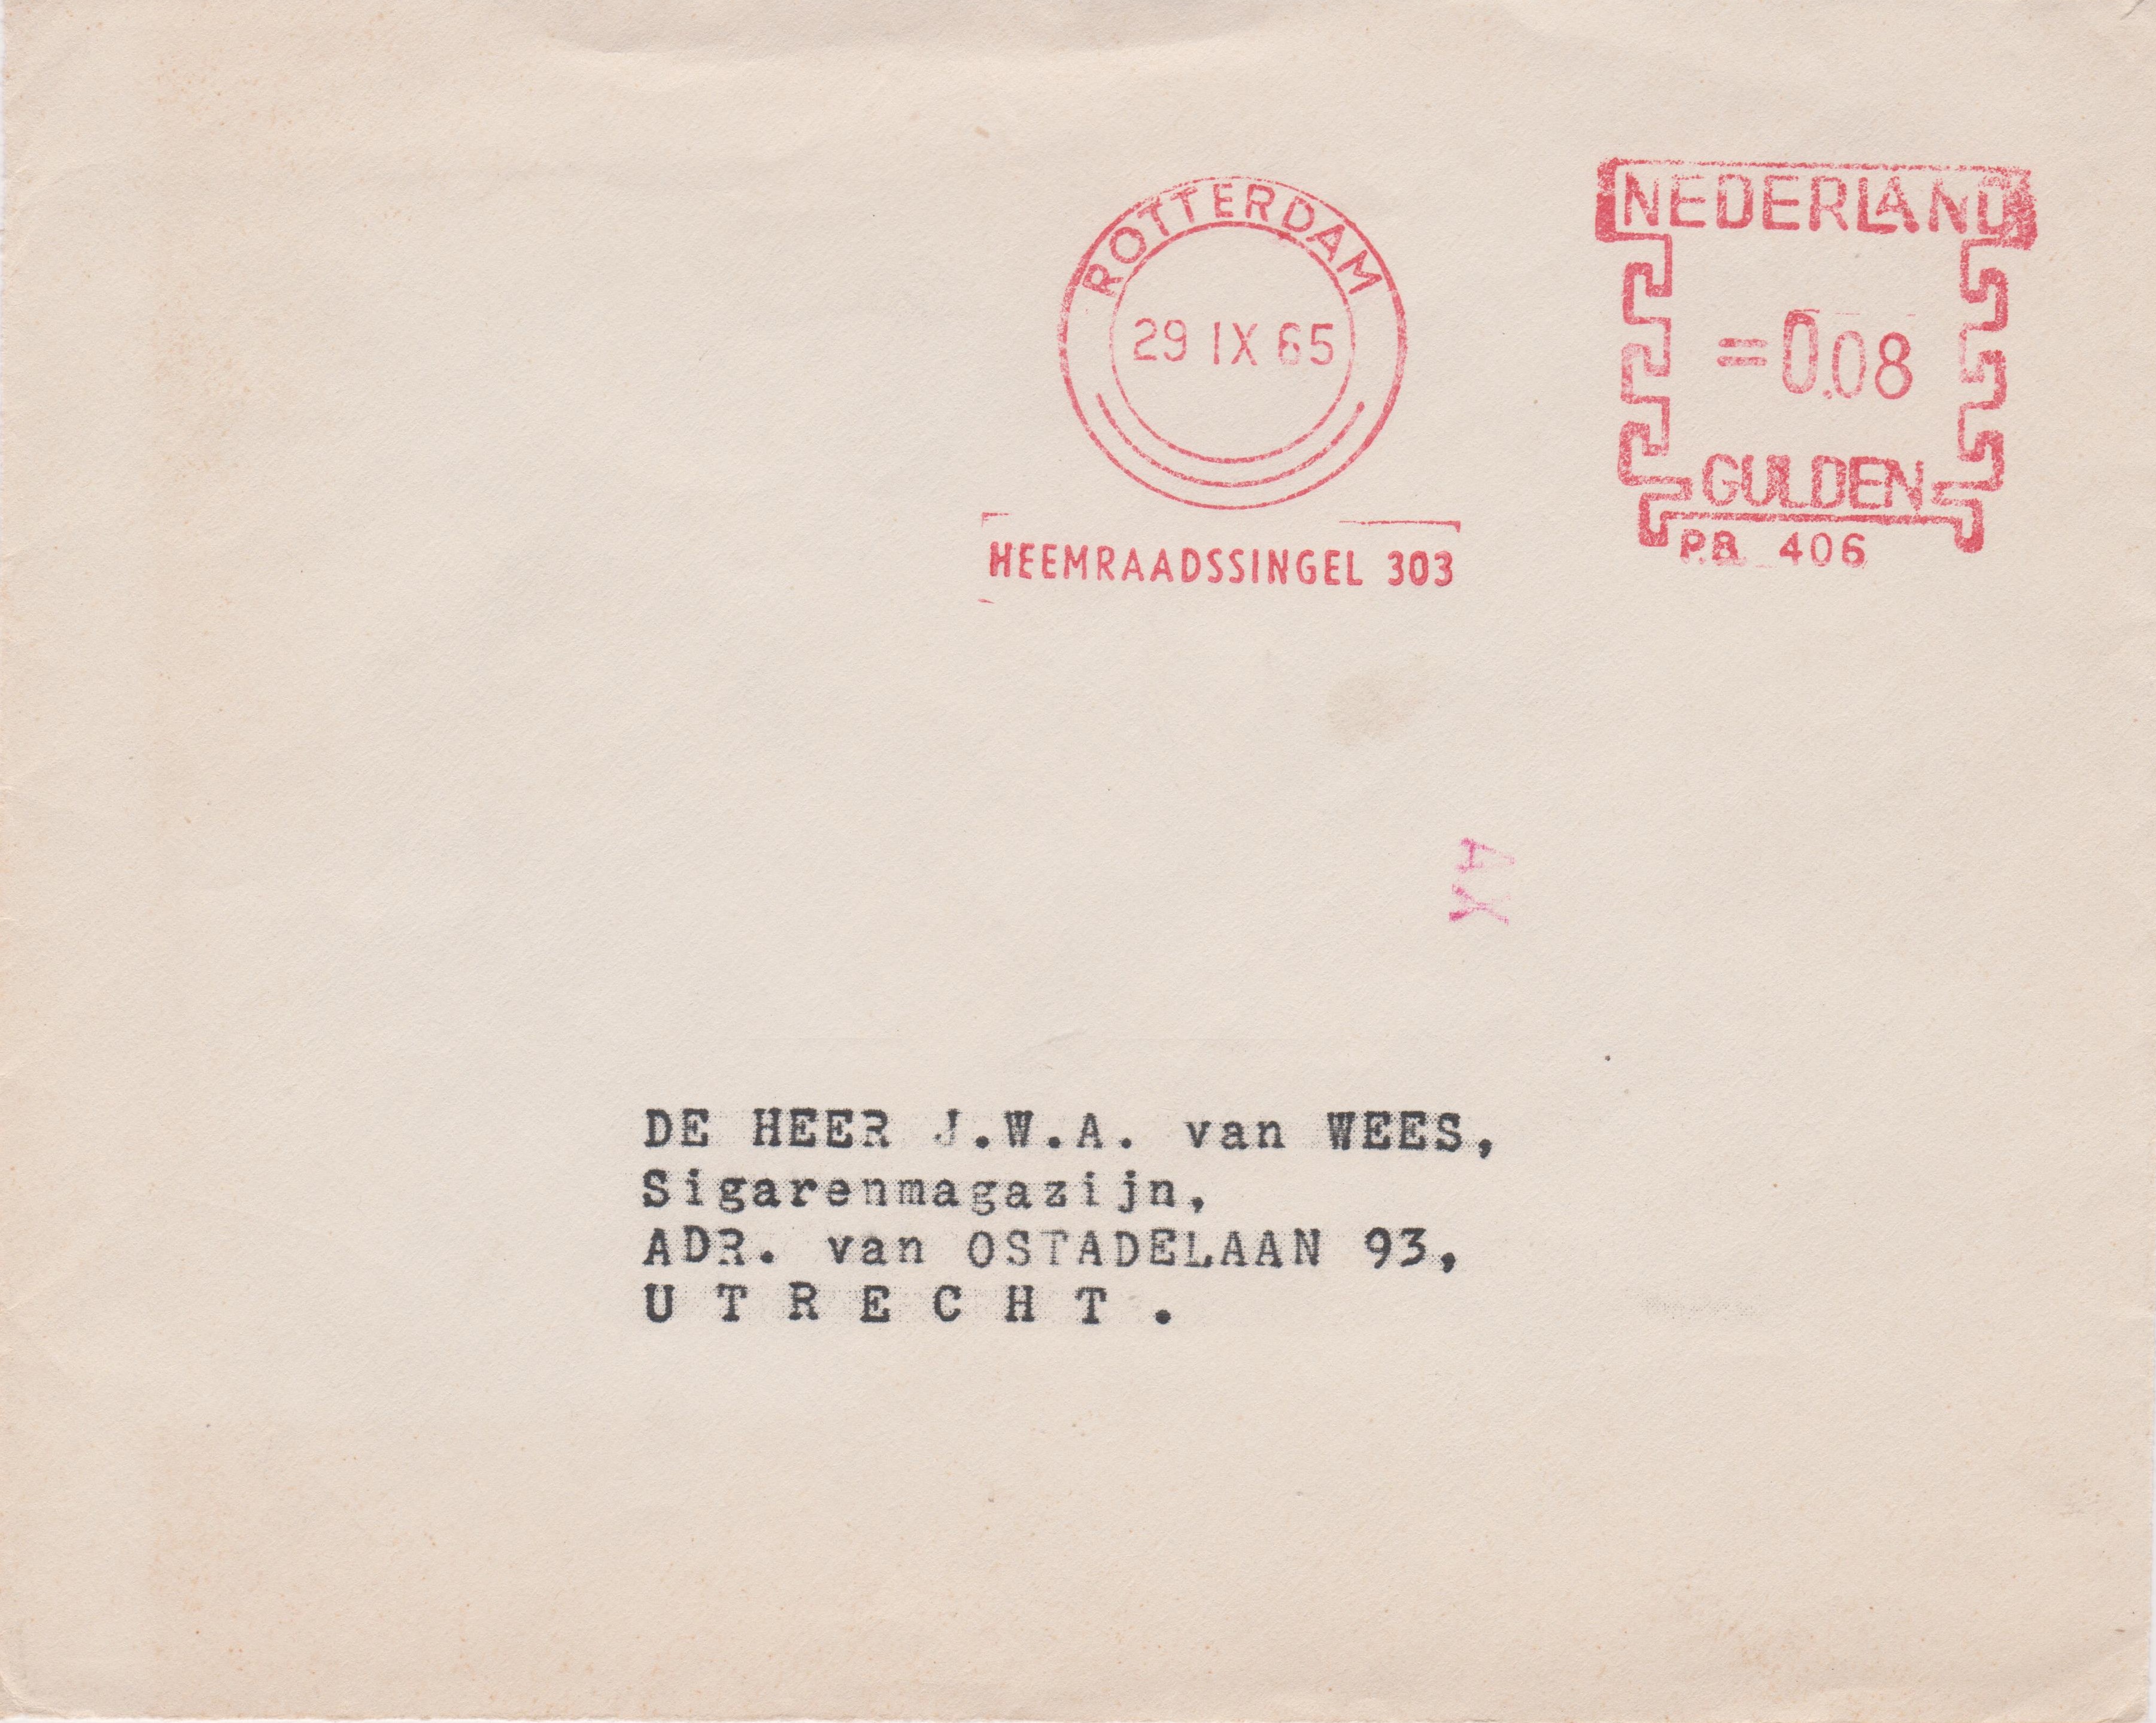 ROTTERDAM
29 IX 65
HEEMRAADSSINGEL 303
NEDERLAND
=0.08
GULDEN
P.B. 406
AX
DE HEER J.W.A. van WEES,
Sigarenmagazijn,
ADR. van OSTADELAAN 93,
U T R E C H T .